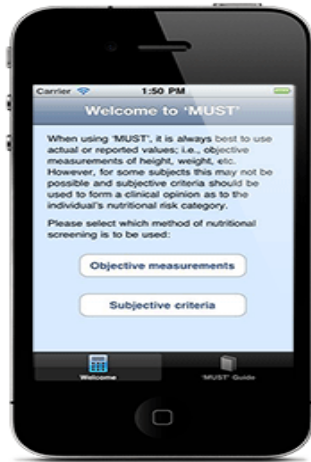 Carrier 1:50 PM
Welcome to ‘MUST’
When using ‘MUST’, it is always best to use
actual or reported values; i.e., objective
measurements of height, weight, etc.
However, for some subjects this may not be
possible and subjective criteria should be
used to form a clinical opinion as to the
individual’s nutritional risk category.
Please select which method of nutritional
screening is to be used:
Objective measurements
Subjective criteria
Welcome ‘MUST’ Guide